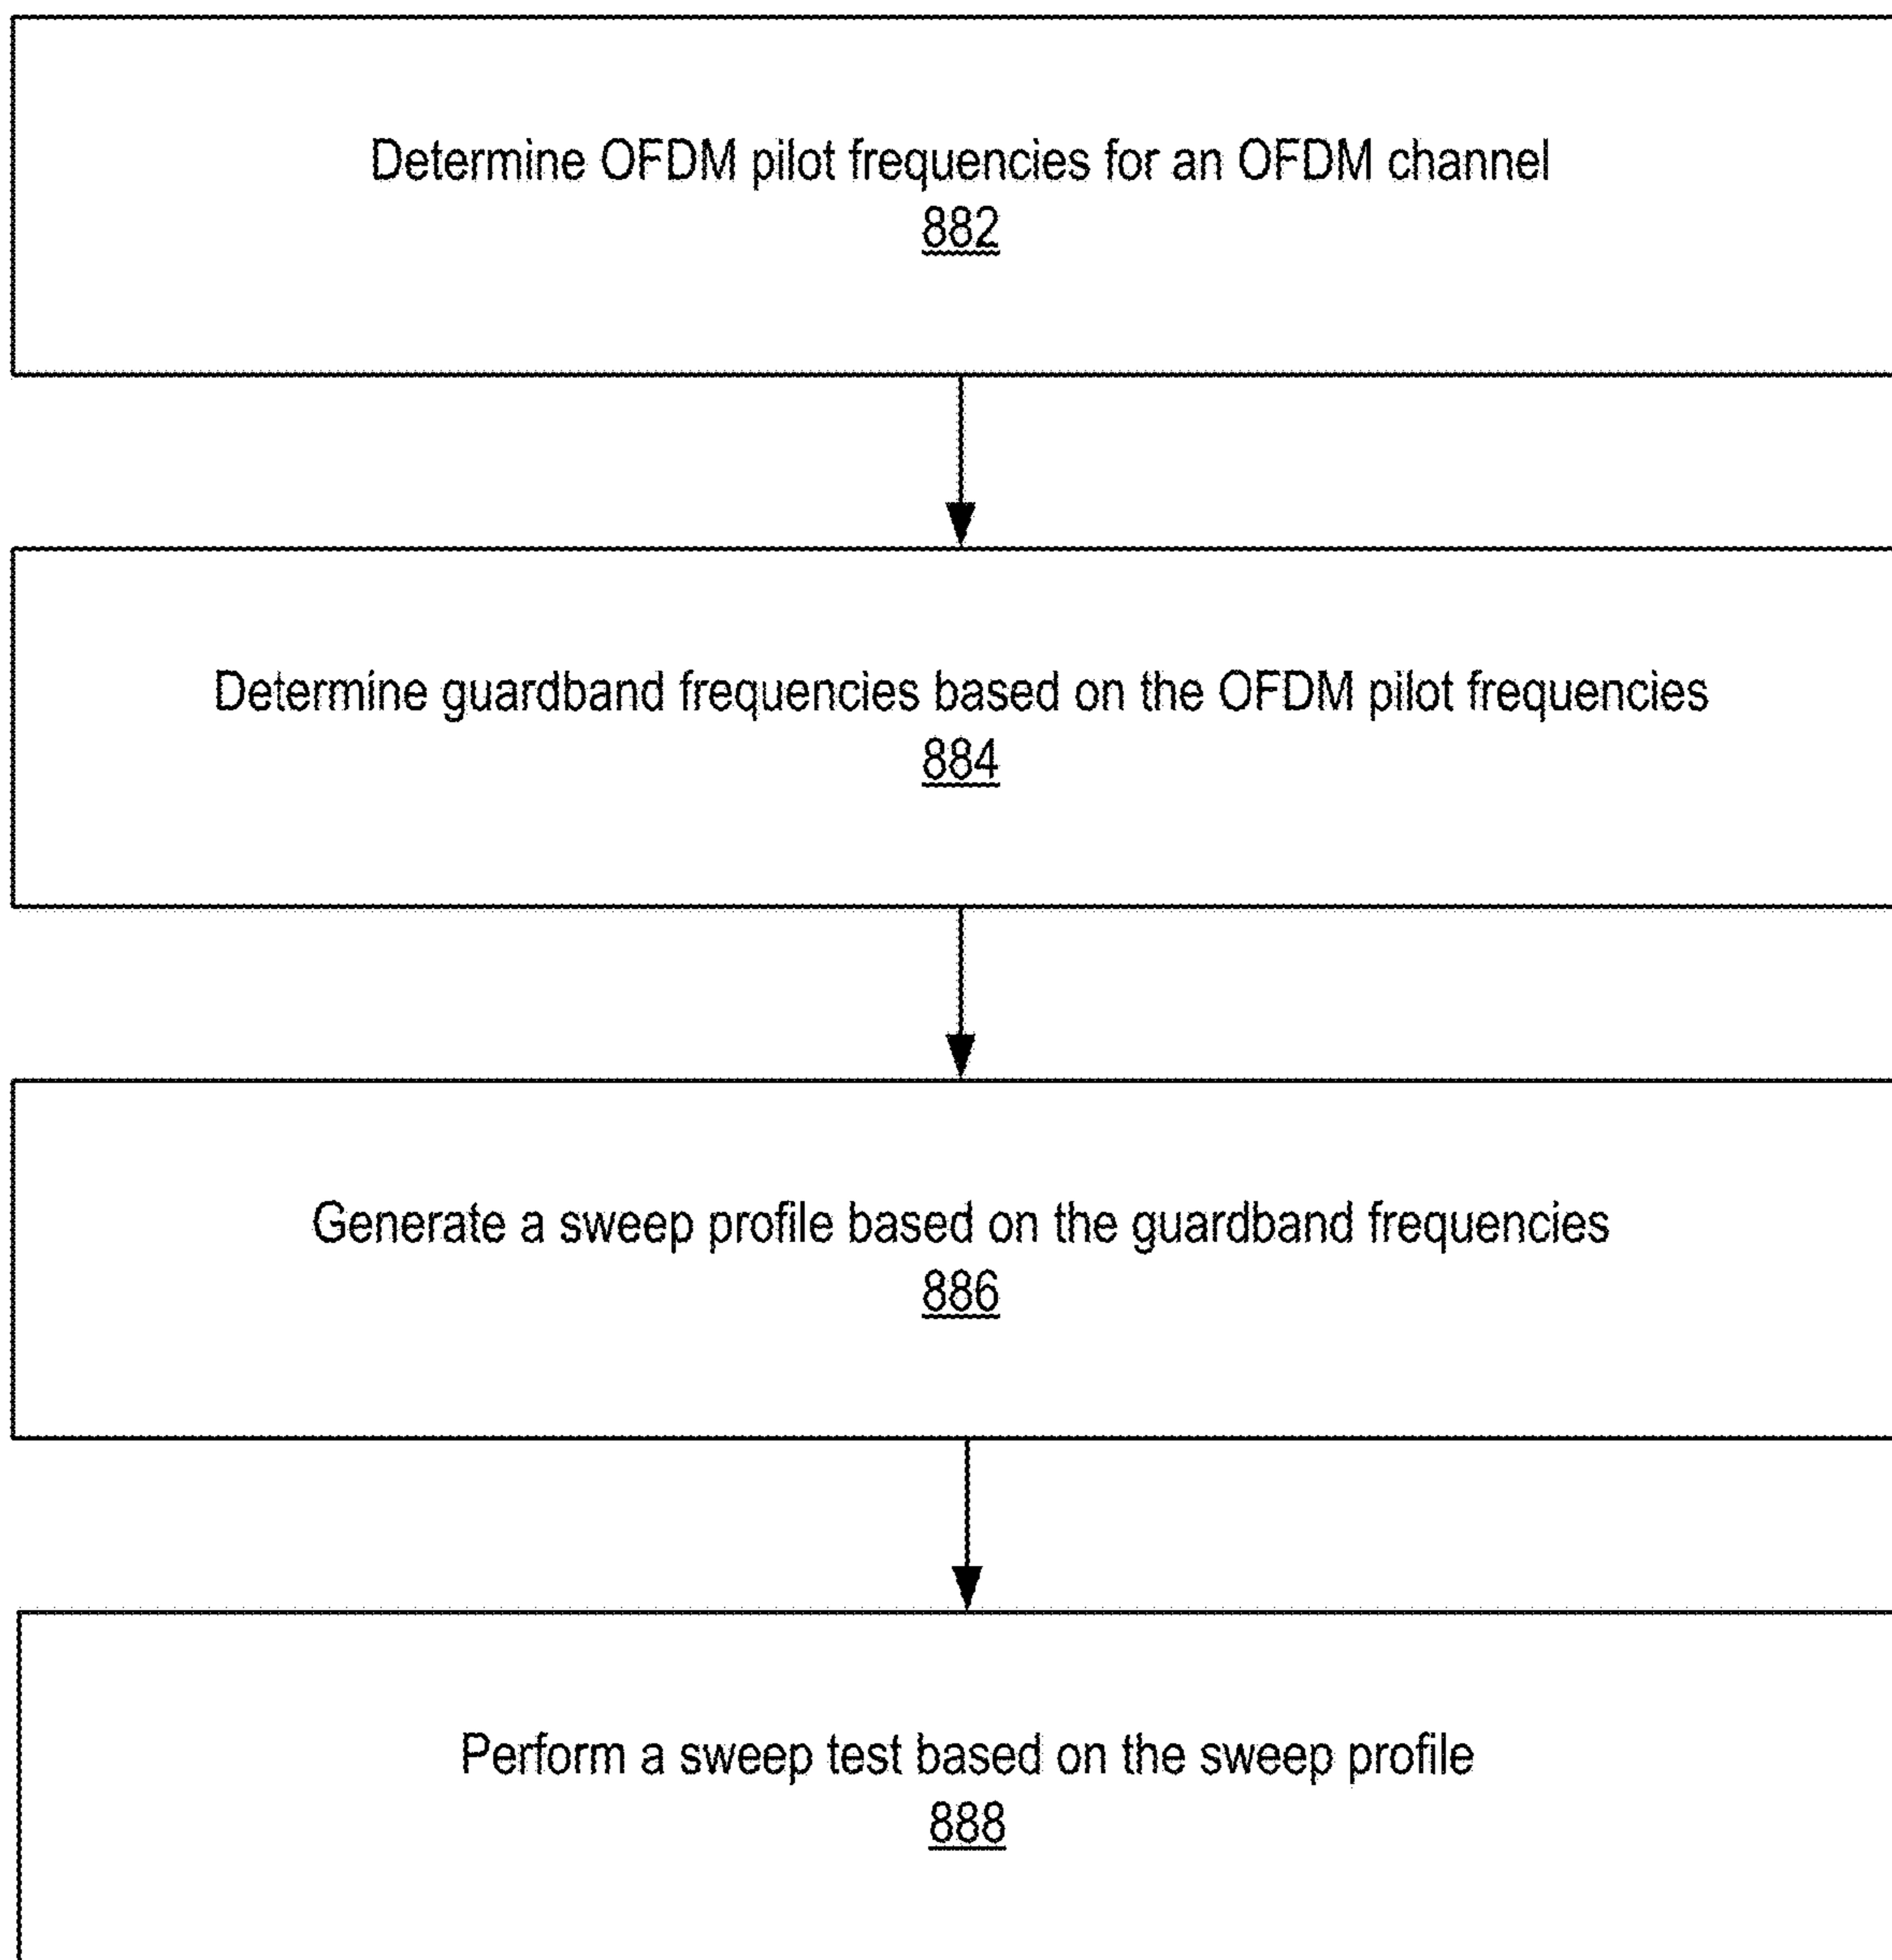 Determine OFDM pilot frequencies for an OFDM channel
882
Determine guardband frequencies based on the OFDM pilot frequencies
884
Generate a sweep profile based on the guardband frequencies
886
Perform a sweep test based on the sweep profile
888